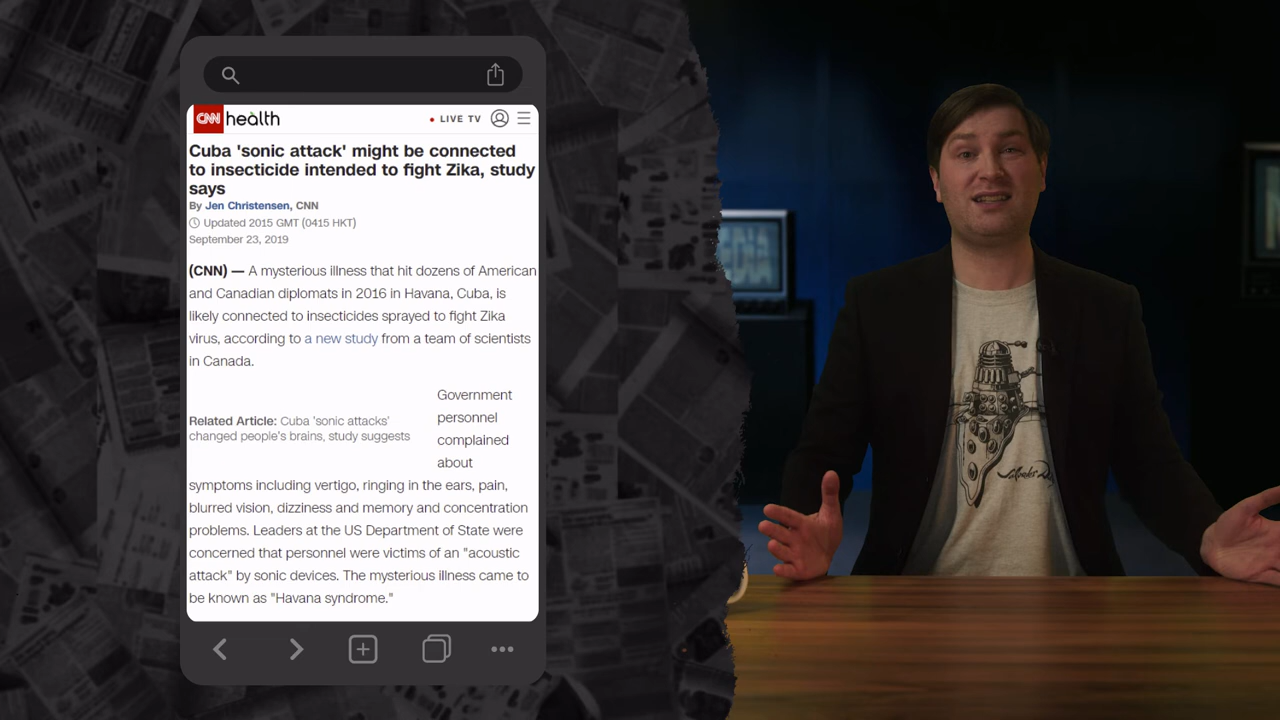 CNN health
LIVE TV
Cuba 'sonic attack' might be connected
to insecticide intended to fight Zika, study
says
By Jen Christensen, CNN
Updated 2015 GMT (0415 HKT)
September 23, 2019
(CNN) — A mysterious illness that hit dozens of American
and Canadian diplomats in 2016 in Havana, Cuba, is
likely connected to insecticides sprayed to fight Zika
virus, according to a new study from a team of scientists
in Canada.
Related Article: Cuba 'sonic attacks'
changed people's brains, study suggests
Government
personnel
complained
about
symptoms including vertigo, ringing in the ears, pain,
blurred vision, dizziness and memory and concentration
problems. Leaders at the US Department of State were
concerned that personnel were victims of an "acoustic
attack" by sonic devices. The mysterious illness came to
be known as "Havana syndrome."